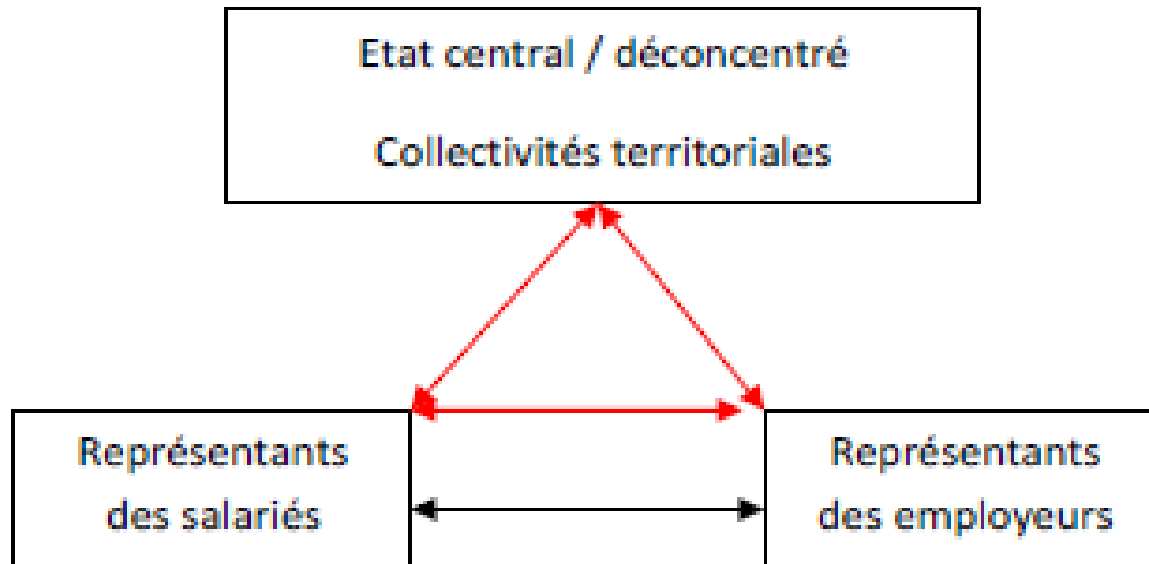 Etat central / déconcentré
Collectivités territoriales
Représentants
des salariés
Représentants
des employeurs